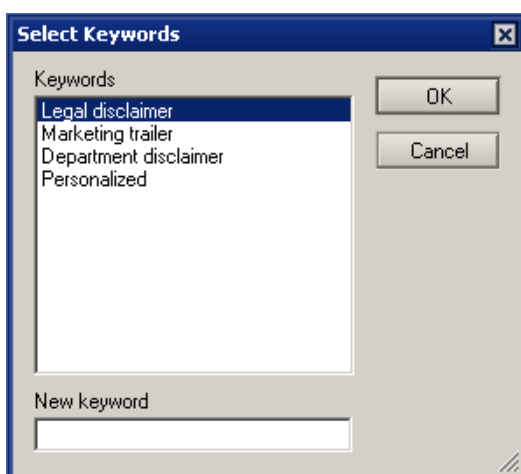 Select Keywords
Keywords
Legal disclaimer
Marketing trailer
Department disclaimer
Personalized
OK
Cancel
New keyword